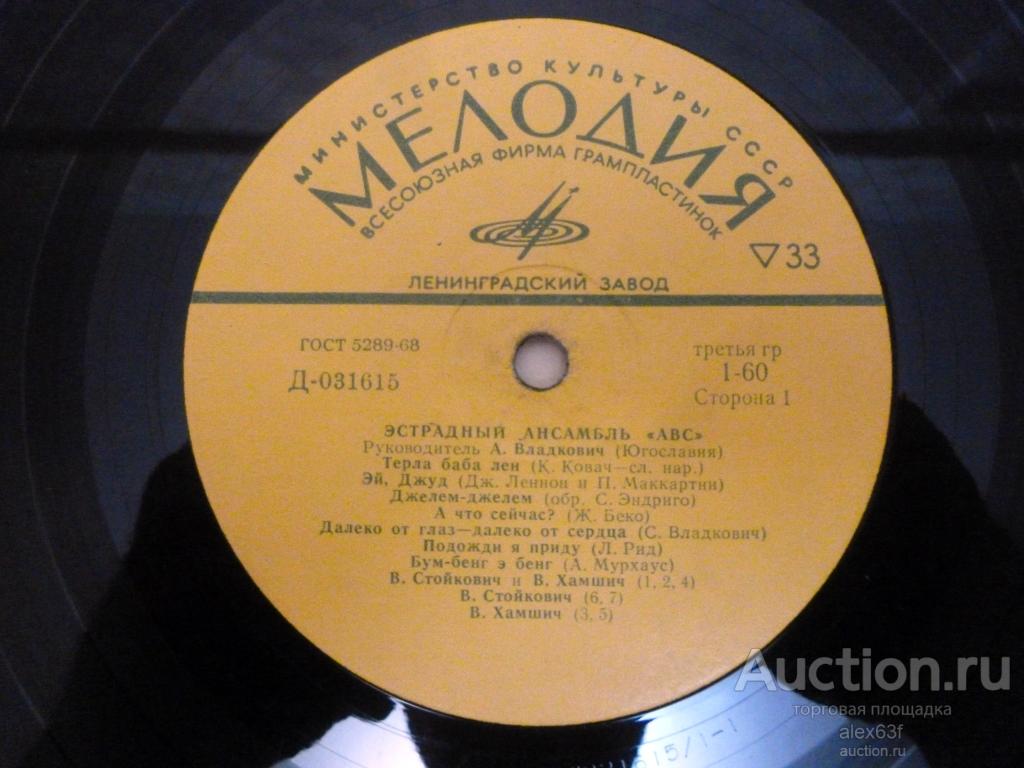 МИНИСТЕРСТВО КУЛЬТУРЫ СССР
МЕЛОДИЯ
ВСЕСОЮЗНАЯ ФИРМА ГРАМПЛАСТИНОК
▽33
ЛЕНИНГРАДСКИЙ ЗАВОД
ГОСТ 5289-68
третья гр
Д-031615
1-60
Сторона 1
ЭСТРАДНЫЙ АНСАМБЛЬ «АВС»
Руководитель А. Владкович (Югославия)
Терла баба лен (К. Ковач—сл. нар.)
Эй, Джуд (Дж. Леннон и П. Маккартни)
Джелем-джелем (обр. С. Эндриго)
А что сейчас? (Ж. Беко)
Далеко от глаз—далеко от сердца (С. Владкович)
Подожди я приду (Л. Рид)
Бум-бенг э бенг (А. Мурхаус)
В. Стойкович и В. Хамшич (1, 2, 4)
В. Стойкович (6, 7)
В. Хамшич (3, 5)
Auction.ru
торговая площадка
alex63f
auction.ru